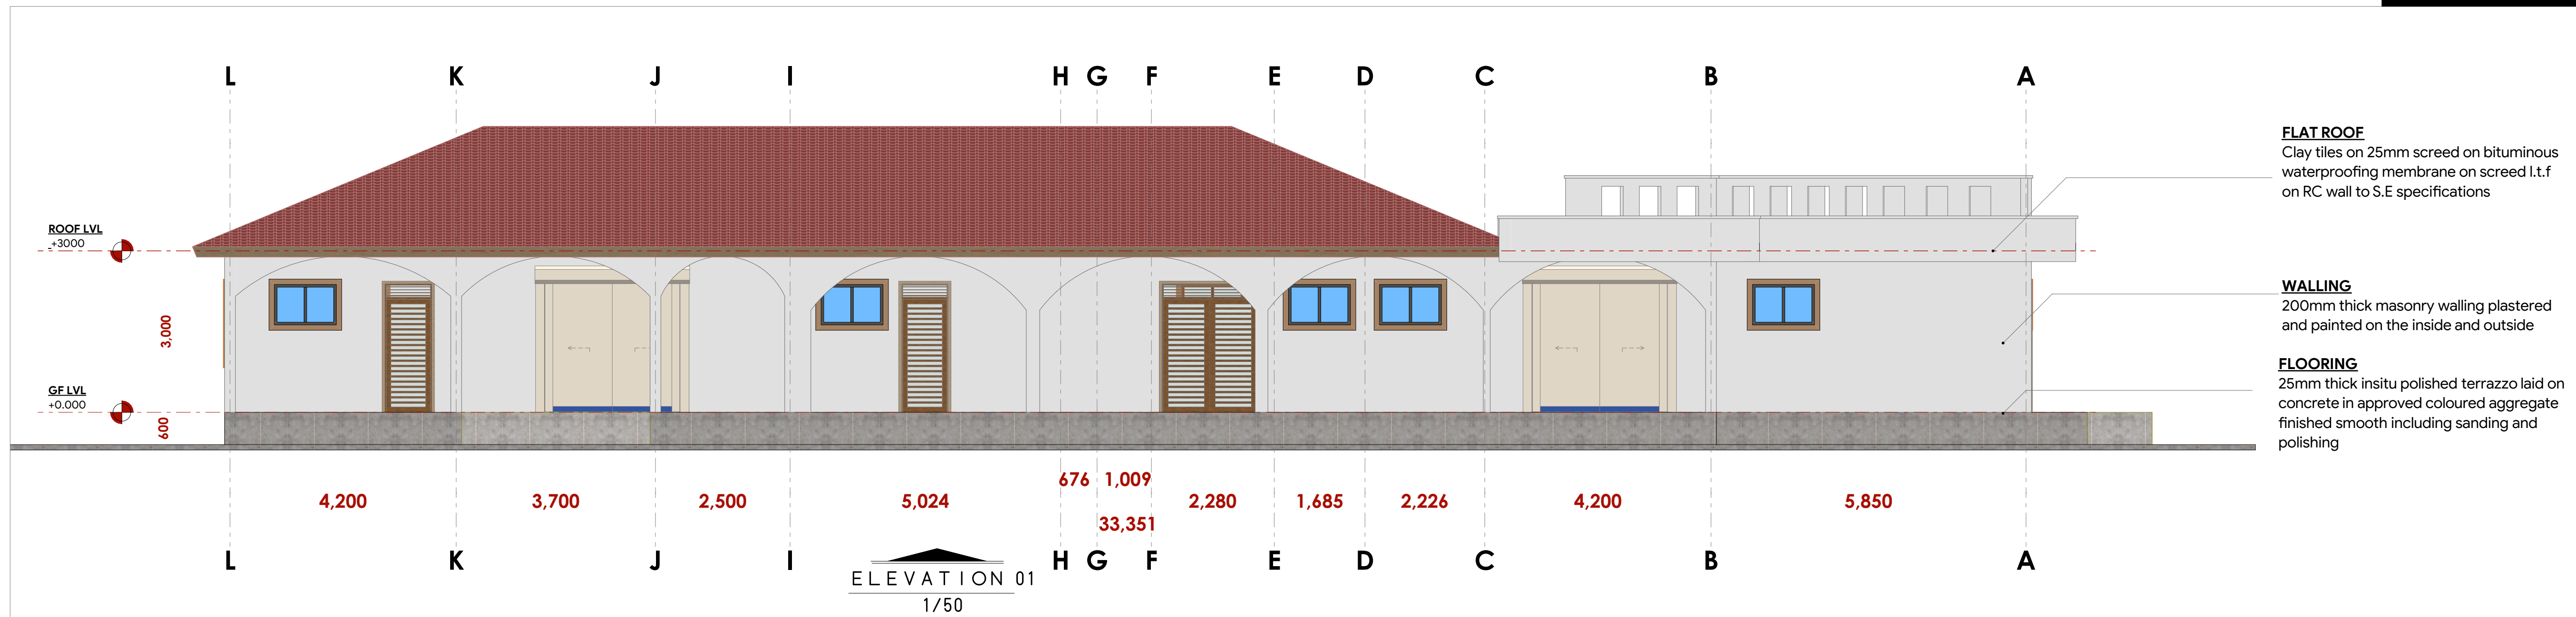 L K J I H G F E D C B A
FLAT ROOF
Clay tiles on 25mm screed on bituminous
waterproofing membrane on screed l.t.f
on RC wall to S.E specifications
ROOF LVL
+3000
WALLING
200mm thick masonry walling plastered
and painted on the inside and outside
3,000
FLOORING
25mm thick insitu polished terrazzo laid on
concrete in approved coloured aggregate
finished smooth including sanding and
polishing
GF LVL
+0.000
600
676 1,009
4,200 3,700 2,500 5,024 2,280 1,685 2,226 4,200 5,850
33,351
L K J I H G F E D C B A
ELEVATION 01
1/50